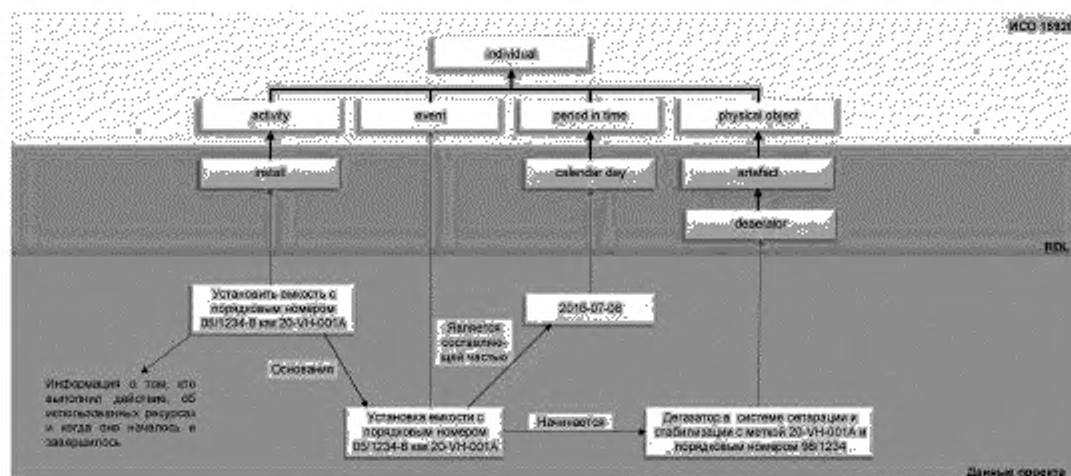 ИСО 15926
individual
activity
event
period in time
physical object
install
calendar day
artefact
deaerator
RDL
Установить емкость с
порядковым номером
05/1234-8 как 20-VH-001A
2016-07-08
Является
составляю-
щей частью
Основания
Информация о том, кто
выполнил действие, об
использованных ресурсах
и когда оно началось и
завершилось
Установка емкости с
порядковым номером
05/1234-8 как 20-VH-001A
Начинается
Дегазатор в системе сепарации и
стабилизации с меткой 20-VH-001A и
порядковым номером 98/1234
Данные проекта